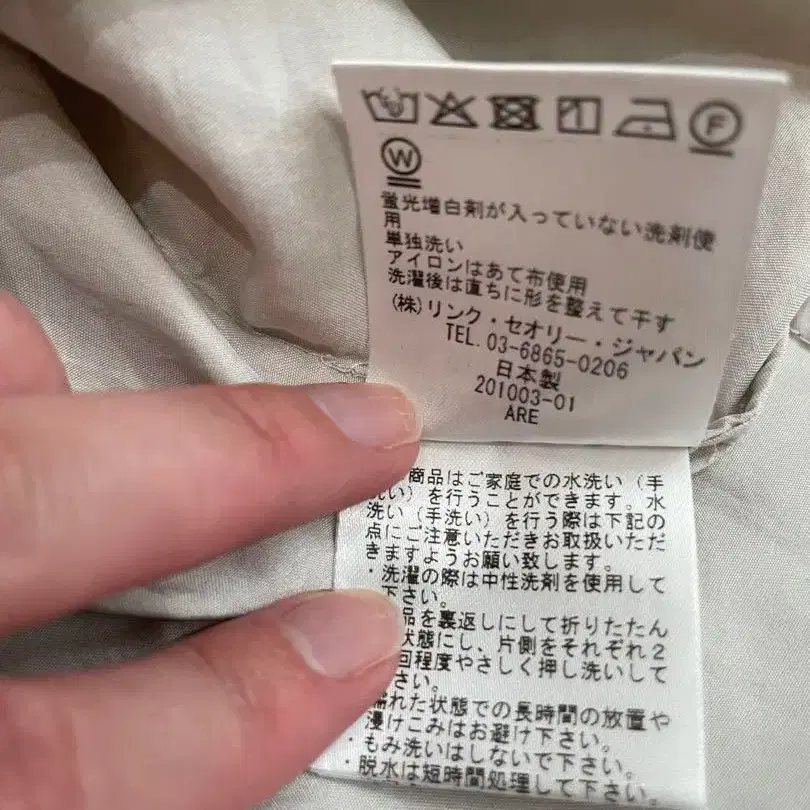 F
W
蛍光増白剤が入っていない洗剤使
用
単独洗い
アイロンはあて布使用
洗濯後は直ちに形を整えて干す
(株)リンク・セオリー・ジャパン
TEL.03-6865-0206
日本製
201003-01
ARE
商品はご家庭での水洗い(手
洗い)を行うことができます。水
洗い(手洗い)を行う際は下記の
点にご注意いただきお取扱いただ
きますようお願い致します。
・洗濯の際は中性洗剤を使用して
下さい。
品を裏返しにして折りたたん
状態にし、片側をそれぞれ2
回程度やさしく押し洗いして
さい。
濡れた状態での長時間の放置や
浸けこみはお避け下さい。
・もみ洗いはしないで下さい。
・脱水は短時間処理して下さい。